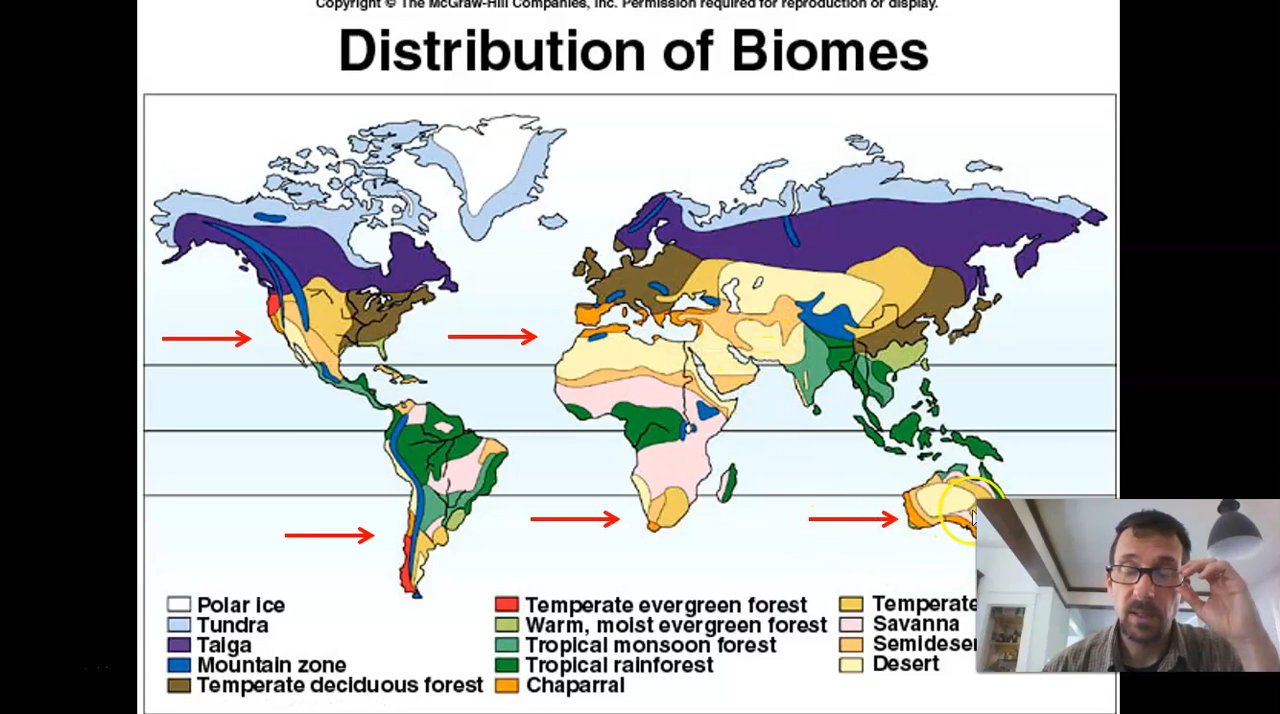 Copyright © The McGraw-Hill Companies, Inc. Permission required for reproduction or display.
Distribution of Biomes
Polar ice
Tundra
Taiga
Mountain zone
Temperate deciduous forest
Temperate evergreen forest
Warm, moist evergreen forest
Tropical monsoon forest
Tropical rainforest
Chaparral
Temperate
Savanna
Semideser
Desert